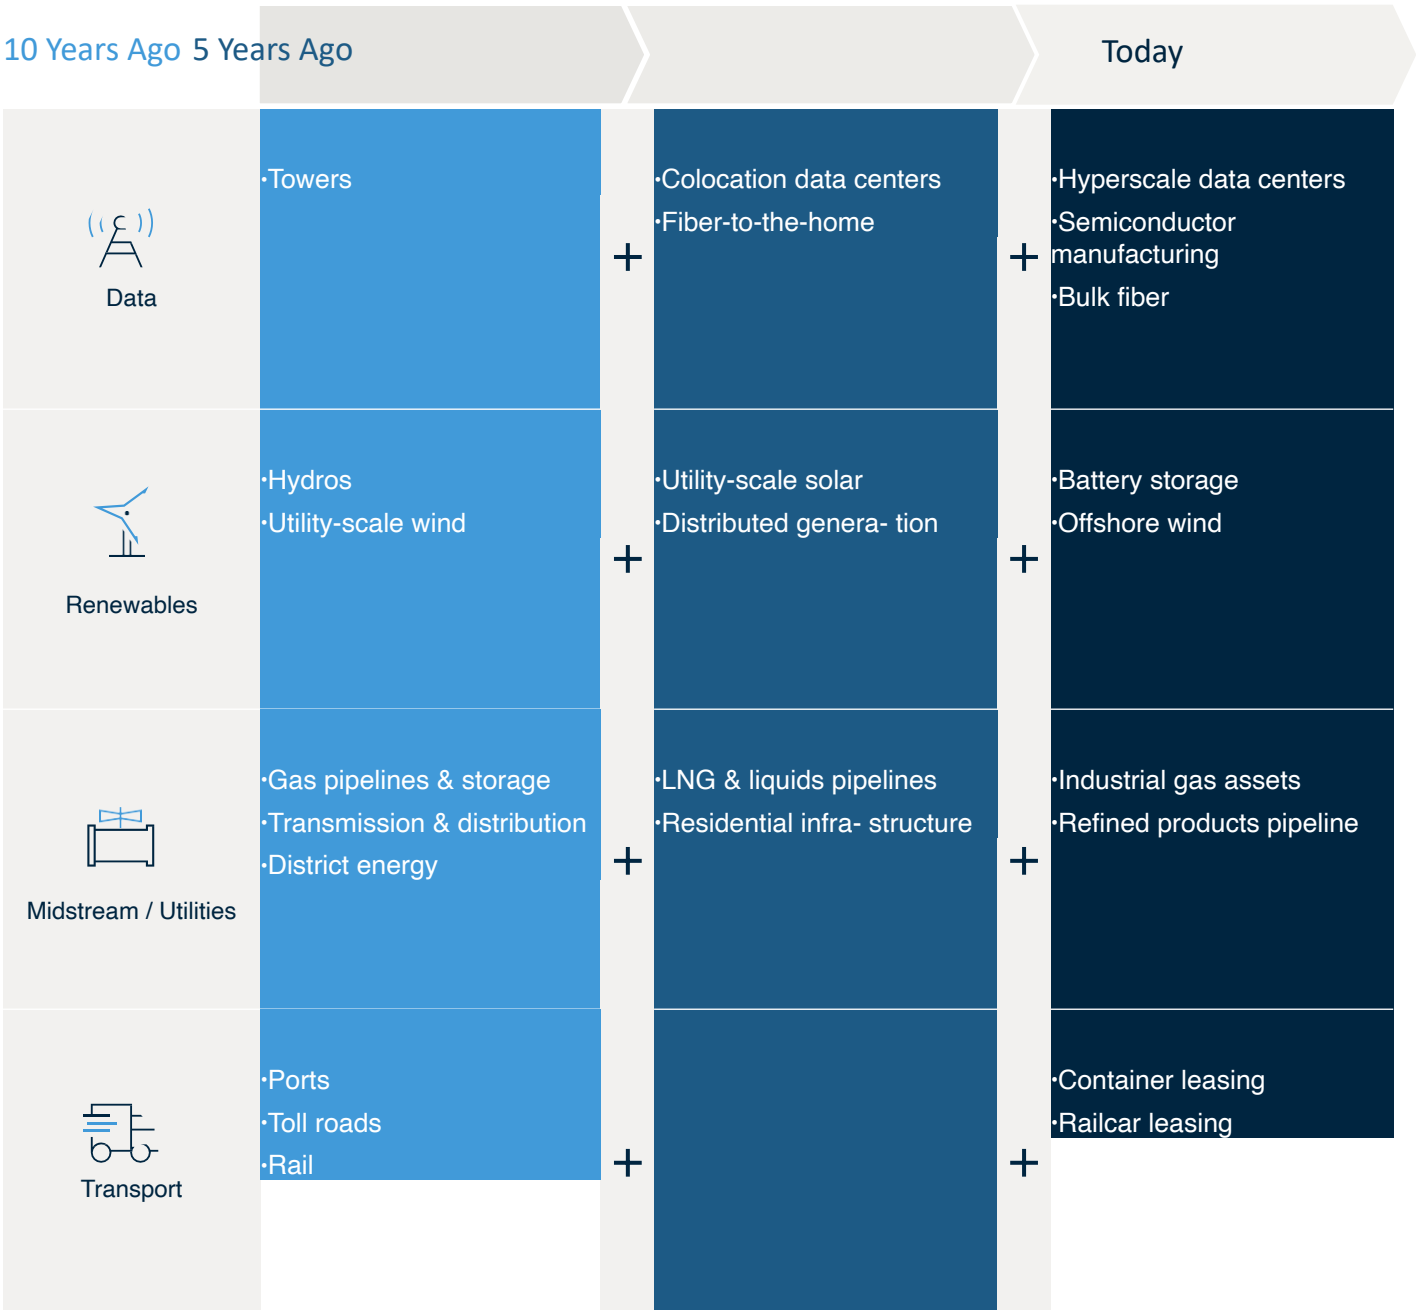 10 Years Ago 5 Years Ago
Today
Data
·Towers
+
·Colocation data centers
·Fiber-to-the-home
+
·Hyperscale data centers
·Semiconductor
manufacturing
·Bulk fiber
Renewables
·Hydros
·Utility-scale wind
+
·Utility-scale solar
·Distributed genera- tion
+
·Battery storage
·Offshore wind
Midstream / Utilities
·Gas pipelines & storage
·Transmission & distribution
·District energy
+
·LNG & liquids pipelines
·Residential infra- structure
+
·Industrial gas assets
·Refined products pipeline
Transport
·Ports
·Toll roads
·Rail
+
+
·Container leasing
·Railcar leasing